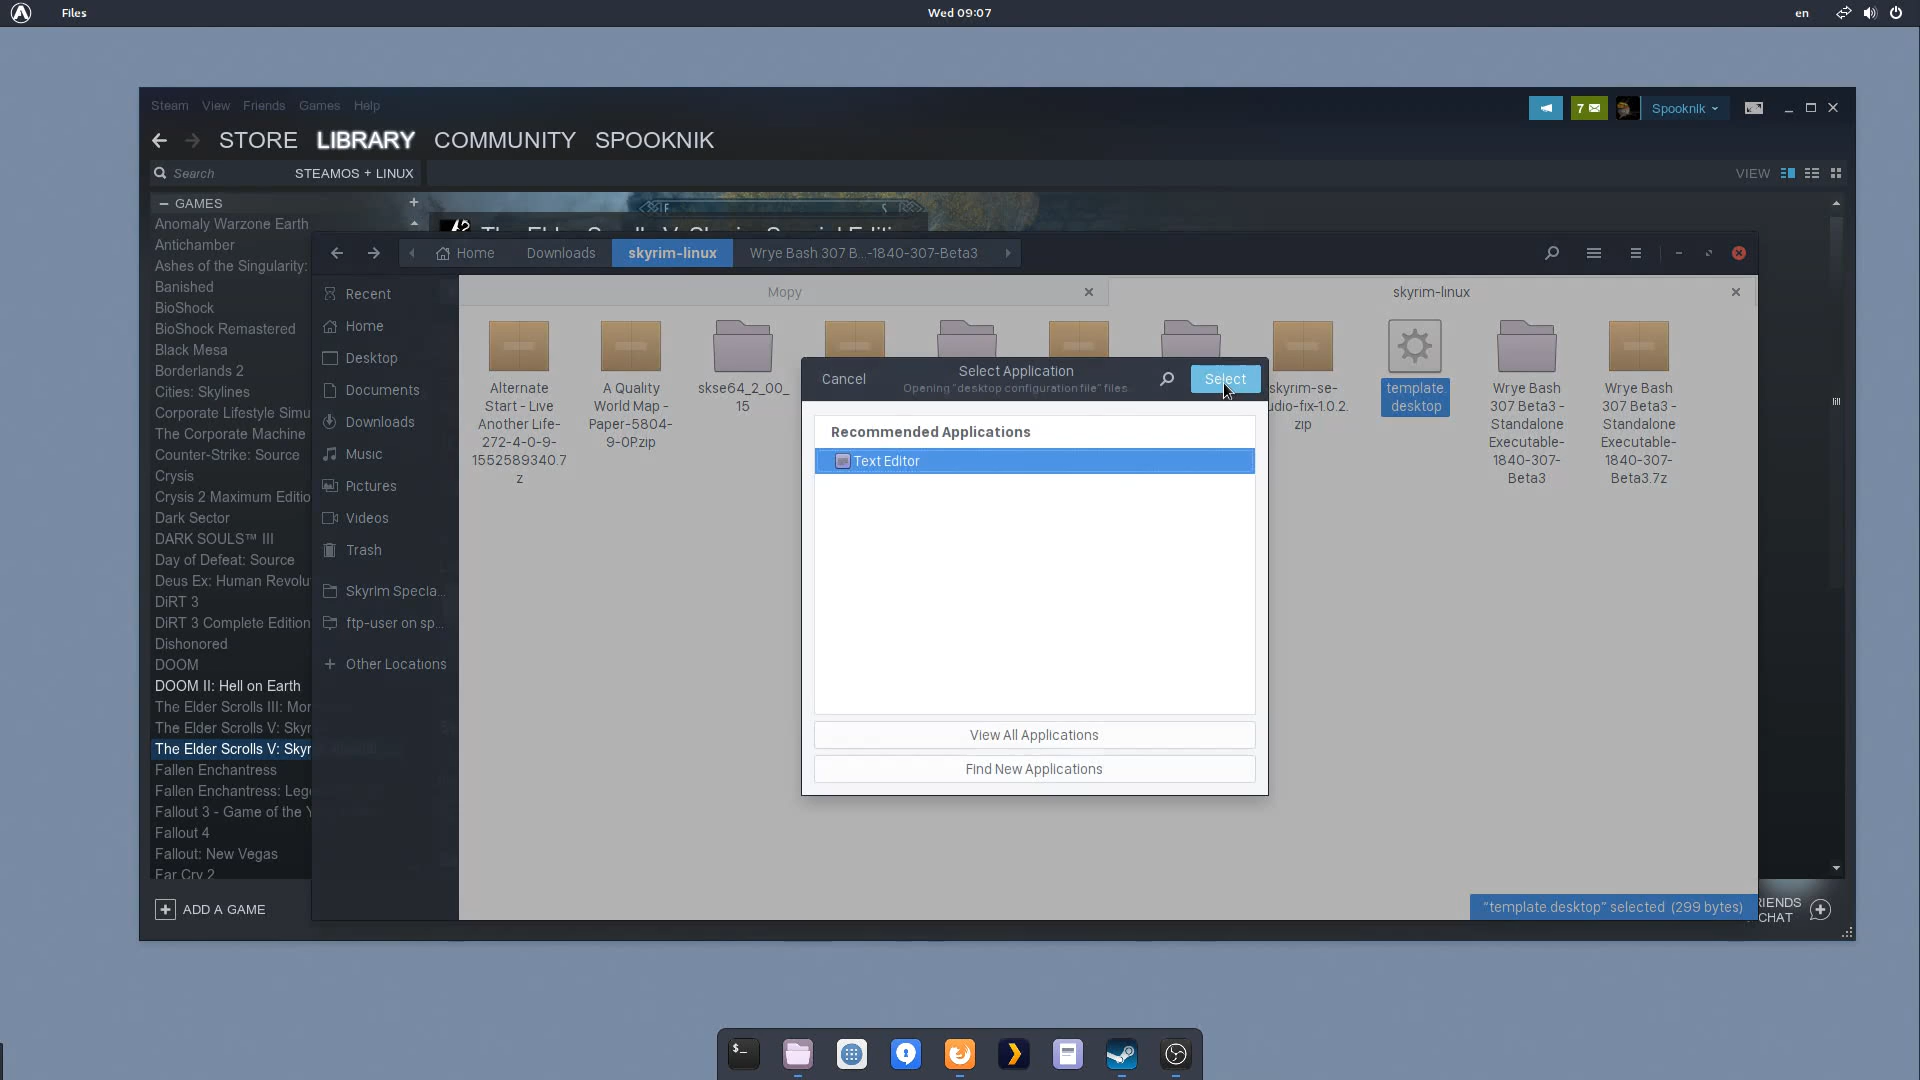 Files
Wed 09:07
en
Steam View Friends Games Help
7
Spooknik
STORE LIBRARY COMMUNITY SPOOKNIK
Search
STEAMOS + LINUX
VIEW
GAMES
Anomaly Warzone Earth
Antichamber
Ashes of the Singularity:
Banished
BioShock
BioShock Remastered
Black Mesa
Borderlands 2
Cities: Skylines
Corporate Lifestyle Simu
The Corporate Machine
Counter-Strike: Source
Crysis
Crysis 2 Maximum Editio
Dark Sector
DARK SOULS™ III
Day of Defeat: Source
Deus Ex: Human Revolu
DiRT 3
DiRT 3 Complete Edition
Dishonored
DOOM
DOOM II: Hell on Earth
The Elder Scrolls III: Mor
The Elder Scrolls V: Skyr
The Elder Scrolls V: Skyr
Fallen Enchantress
Fallen Enchantress: Lege
Fallout 3 - Game of the Y
Fallout 4
Fallout: New Vegas
Far Cry 2
ADD A GAME
The Elder Scrolls V: Skyrim Special Editi
Home
Downloads
skyrim-linux
Wrye Bash 307 B...-1840-307-Beta3
Recent
Home
Desktop
Documents
Downloads
Music
Pictures
Videos
Trash
Skyrim Specia...
ftp-user on sp...
Other Locations
Mopy
skyrim-linux
Alternate
Start - Live
Another Life-
272-4-0-9-
1552589340.7
z
A Quality
World Map -
Paper-5804-
9-0P.zip
skse64_2_00_
15
skyrim-se-
udio-fix-1.0.2.
zip
template.
desktop
Wrye Bash
307 Beta3 -
Standalone
Executable-
1840-307-
Beta3
Wrye Bash
307 Beta3 -
Standalone
Executable-
1840-307-
Beta3.7z
Cancel
Select Application
Opening "desktop configuration file" files.
Select
Recommended Applications
Text Editor
View All Applications
Find New Applications
"template.desktop" selected (299 bytes)
RIENDS
CHAT
$